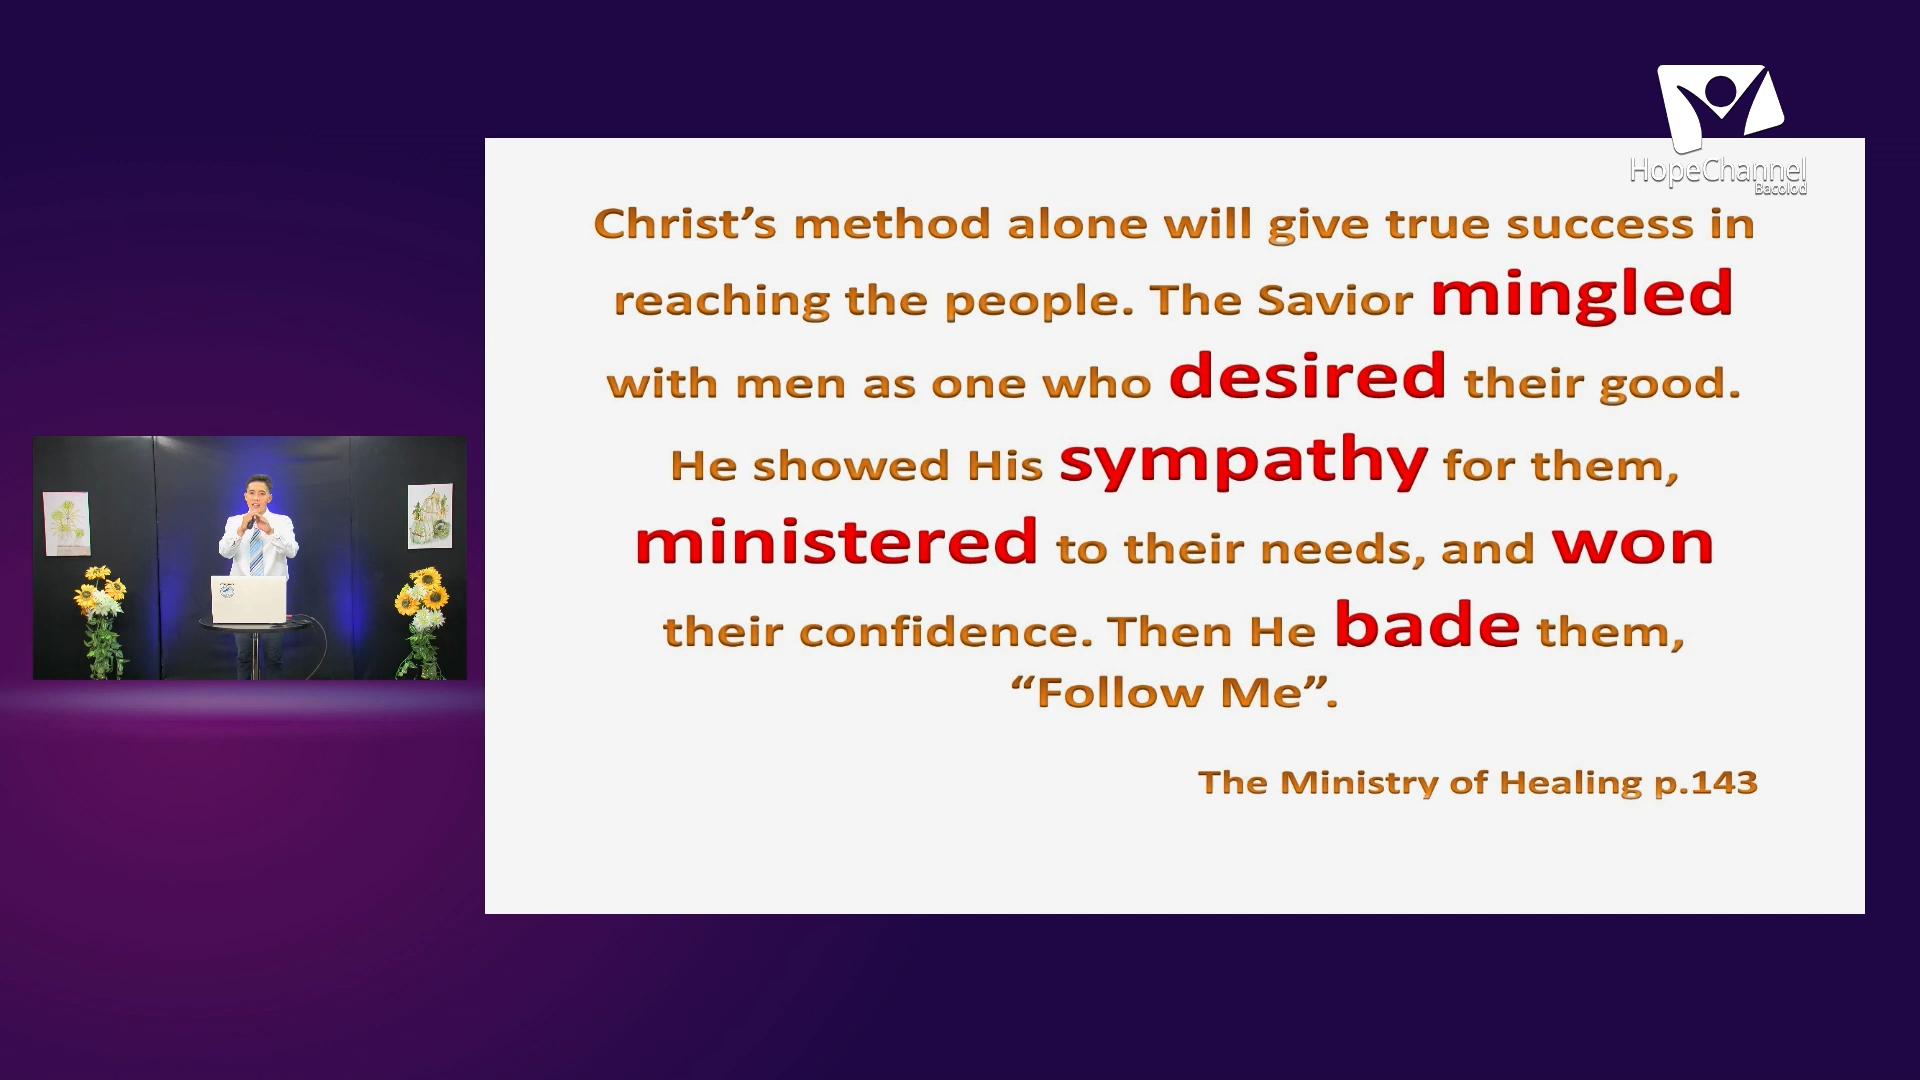 HopeChannel
Bacolod
Christ’s method alone will give true success in
reaching the people. The Savior mingled
with men as one who desired their good.
He showed His sympathy for them,
ministered to their needs, and won
their confidence. Then He bade them,
“Follow Me”.
The Ministry of Healing p.143